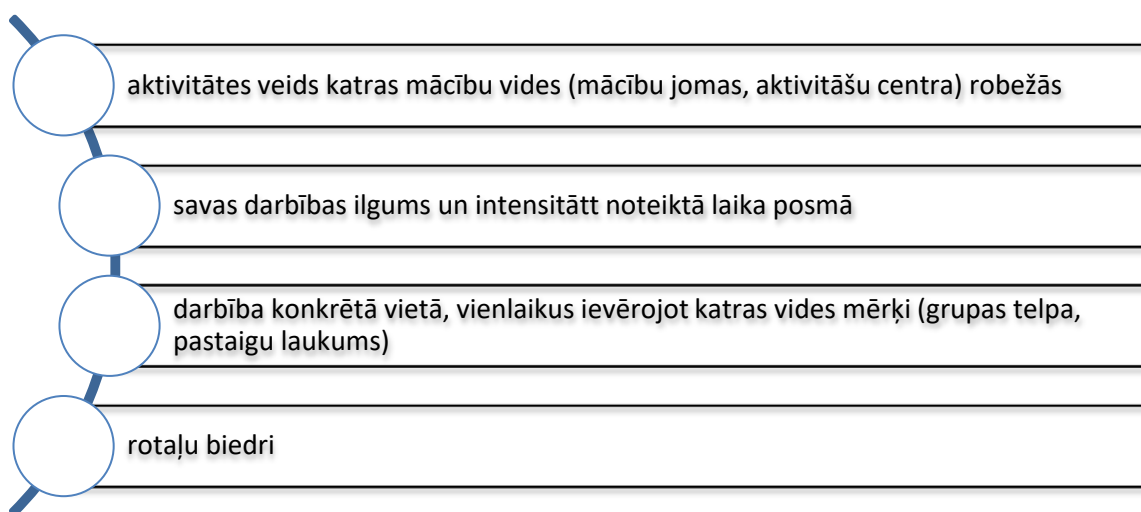 aktivitātes veids katras mācību vides (mācību jomas, aktivitāšu centra) robežās
savas darbības ilgums un intensitātt noteiktā laika posmā
darbība konkrētā vietā, vienlaikus ievērojot katras vides mērķi (grupas telpa,
pastaigu laukums)
rotaļu biedri